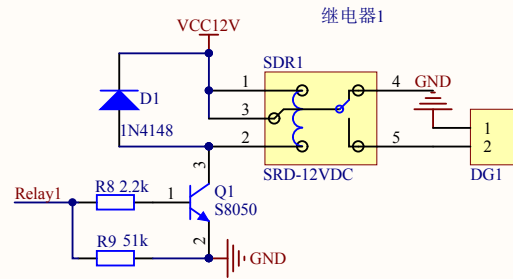 继电器1
VCC12V
SDR1
1
4
GND
D1
3
1
1N4148
2
5
2
3
SRD-12VDC
DG1
R8 2.2k
Q1
Relay1
1
S8050
R9 51k
2
GND